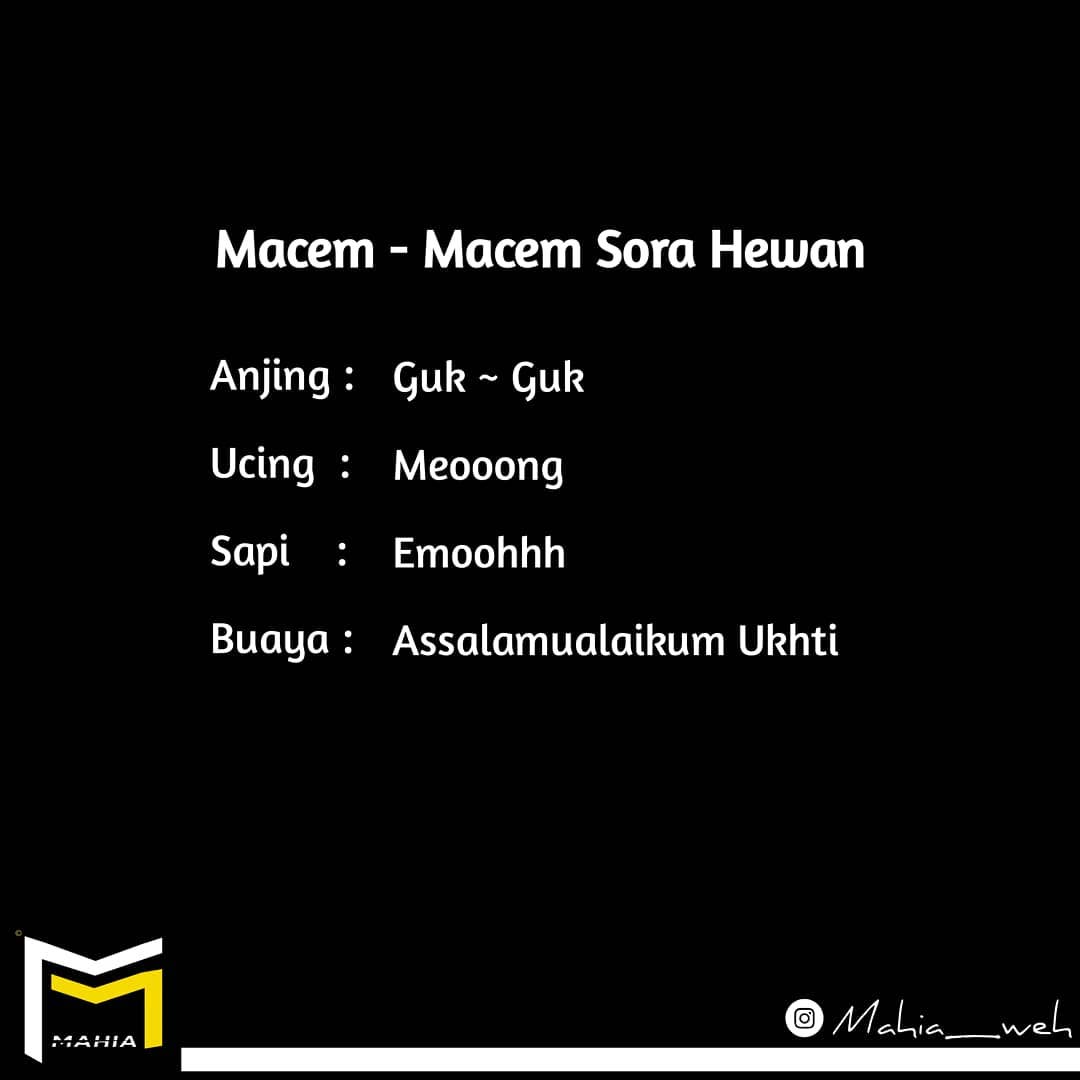 Macem - Macem Sora Hewan
Anjing : Guk ~ Guk
Ucing : Meooong
Sapi : Emoohhh
Buaya : Assalamualaikum Ukhti
©
MAHIA
Mahia__weh